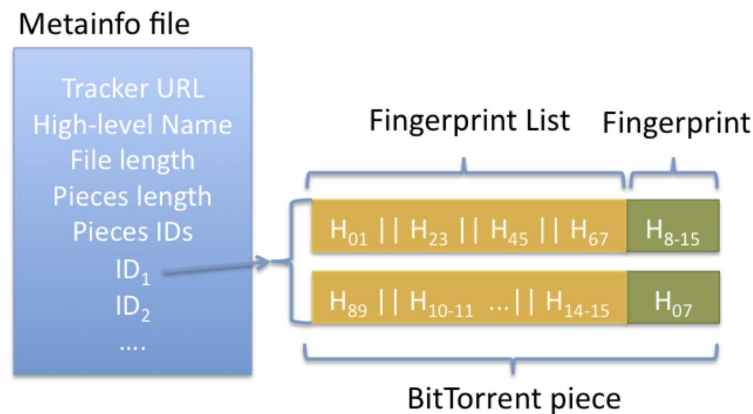 Metainfo file
Tracker URL
High-level Name
File length
Pieces length
Pieces IDs
ID₁
ID₂
....
Fingerprint List
Fingerprint
H₀₁ || H₂₃ || H₄₅ || H₆₇
H₈₋₁₅
H₈₉ || H₁₀₋₁₁ ...|| H₁₄₋₁₅
H₀₇
BitTorrent piece